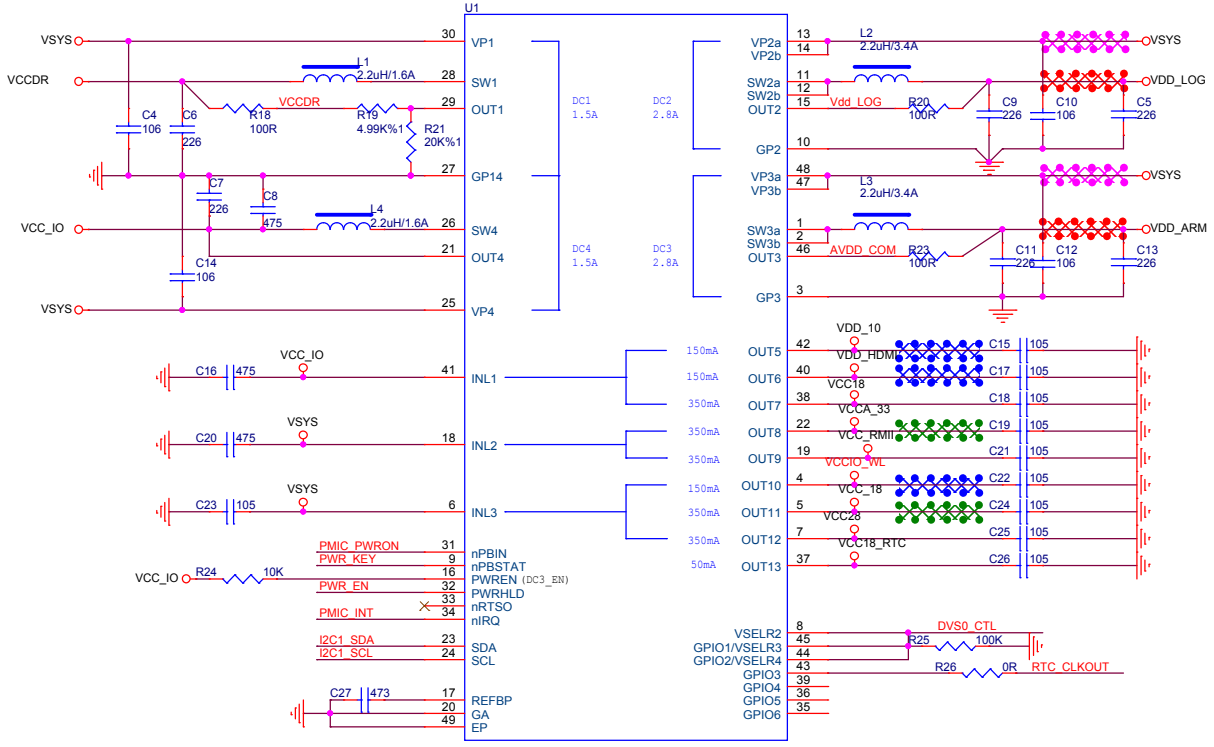 U1
VSYS
30
VP1
13
VP2a
14
VP2b
L2
2.2uH/3.4A
VSYS
VCCDR
L1
2.2uH/1.6A
28
SW1
11
SW2a
12
SW2b
VDD_LOG
R18
100R
VCCDR
R19
4.99K%1
29
OUT1
15
OUT2
Vdd_LOG
R20
100R
C4
106
C6
226
R21
20K%1
DC1
1.5A
DC2
2.8A
C9
226
C10
106
C5
226
10
GP2
27
GP14
48
VP3a
47
VP3b
VSYS
C7
226
C8
475
L4
2.2uH/1.6A
L3
2.2uH/3.4A
VCC_IO
26
SW4
1
SW3a
2
SW3b
VDD_ARM
21
OUT4
46
OUT3
AVDD_COM
R23
100R
C14
106
DC4
1.5A
DC3
2.8A
C11
226
C12
106
C13
226
VSYS
25
VP4
3
GP3
VDD_10
150mA
OUT5
42
C15
105
VDD_HDMI
VCC_IO
C16
475
41
INL1
150mA
OUT6
40
C17
105
VCC18
350mA
OUT7
38
C18
105
VCCA_33
350mA
OUT8
22
C19
105
VSYS
C20
475
18
INL2
VCC_RMII
350mA
OUT9
19
C21
105
VCCIO_WL
150mA
OUT10
4
C22
105
VCC_18
VSYS
C23
105
6
INL3
350mA
OUT11
5
C24
105
VCC28
350mA
OUT12
7
C25
105
VCC18_RTC
50mA
OUT13
37
C26
105
PMIC_PWRON
31
nPBIN
PWR_KEY
9
nPBSTAT
VCC_IO
R24
10K
16
PWREN (DC3_EN)
PWR_EN
32
PWRHLD
33
nRTSO
PMIC_INT
34
nIRQ
I2C1_SDA
23
SDA
I2C1_SCL
24
SCL
VSELR2
8
DVS0_CTL
GPIO1/VSELR3
45
R25
100K
GPIO2/VSELR4
44
GPIO3
43
R26
0R
RTC_CLKOUT
GPIO4
39
GPIO5
36
GPIO6
35
C27
473
17
REFBP
20
GA
49
EP